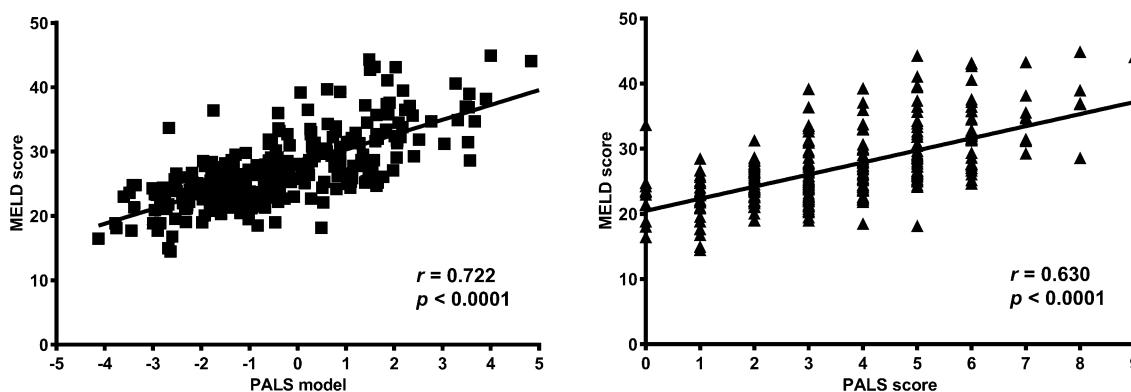 50
40
30
20
10
0
MELD score
-5 -4 -3 -2 -1 0 1 2 3 4 5
PALS model
r = 0.722
p < 0.0001
50
40
30
20
10
0
MELD score
0 1 2 3 4 5 6 7 8 9
PALS score
r = 0.630
p < 0.0001